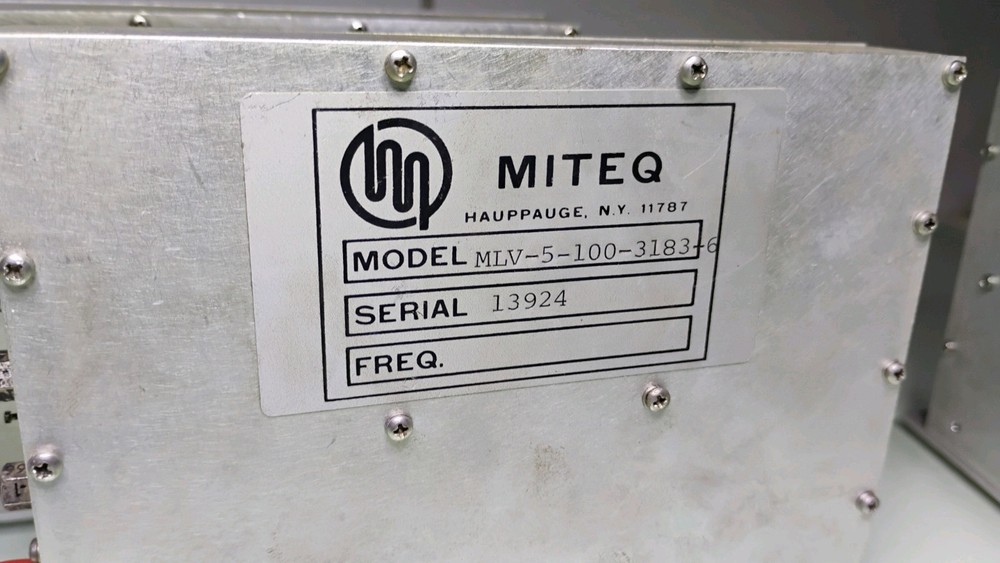 MITEQ
HAUPPAUGE, N.Y. 11787
MODEL MLV-5-100-3183-6
SERIAL 13924
FREQ.